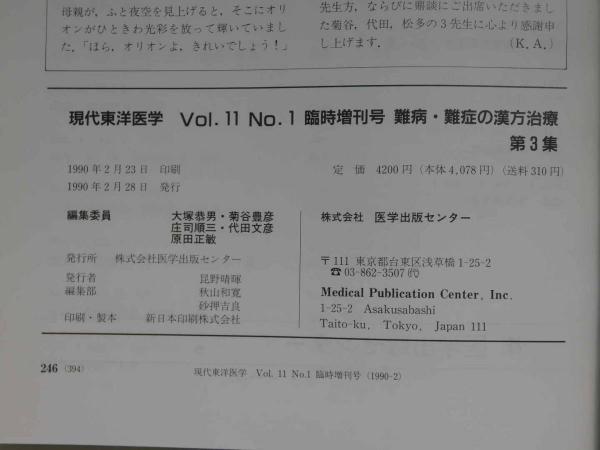 母親が，ふと夜空を見上げると，そこにオリ
オンがひときわ光彩を放って輝いていまし
た．「ほら，オリオンよ，きれいでしょう！」
先生方，ならびに鼎談にご出席いただきまし
た菊谷，代田，松多の3先生に心より感謝申
し上げます． (K.A.)
現代東洋医学 Vol.11 No.1 臨時増刊号 難病・難症の漢方治療
第3集
1990年2月23日 印刷
1990年2月28日 発行
定 価 4200円（本体4,078円）（送料310円）
編集委員 大塚恭男・菊谷豊彦
庄司順三・代田文彦
原田正敏
発行所 株式会社医学出版センター
発行者 昆野晴暉
編集部 秋山和寛
砂押吉良
印刷・製本 新日本印刷株式会社
株式会社 医学出版センター
〒111 東京都台東区浅草橋1-25-2
☎03-862-3507㈹
Medical Publication Center, Inc.
1-25-2 Asakusabashi
Taito-ku, Tokyo, Japan 111
246 (394)
現代東洋医学 Vol. 11 No.1 臨時増刊号（1990-2）